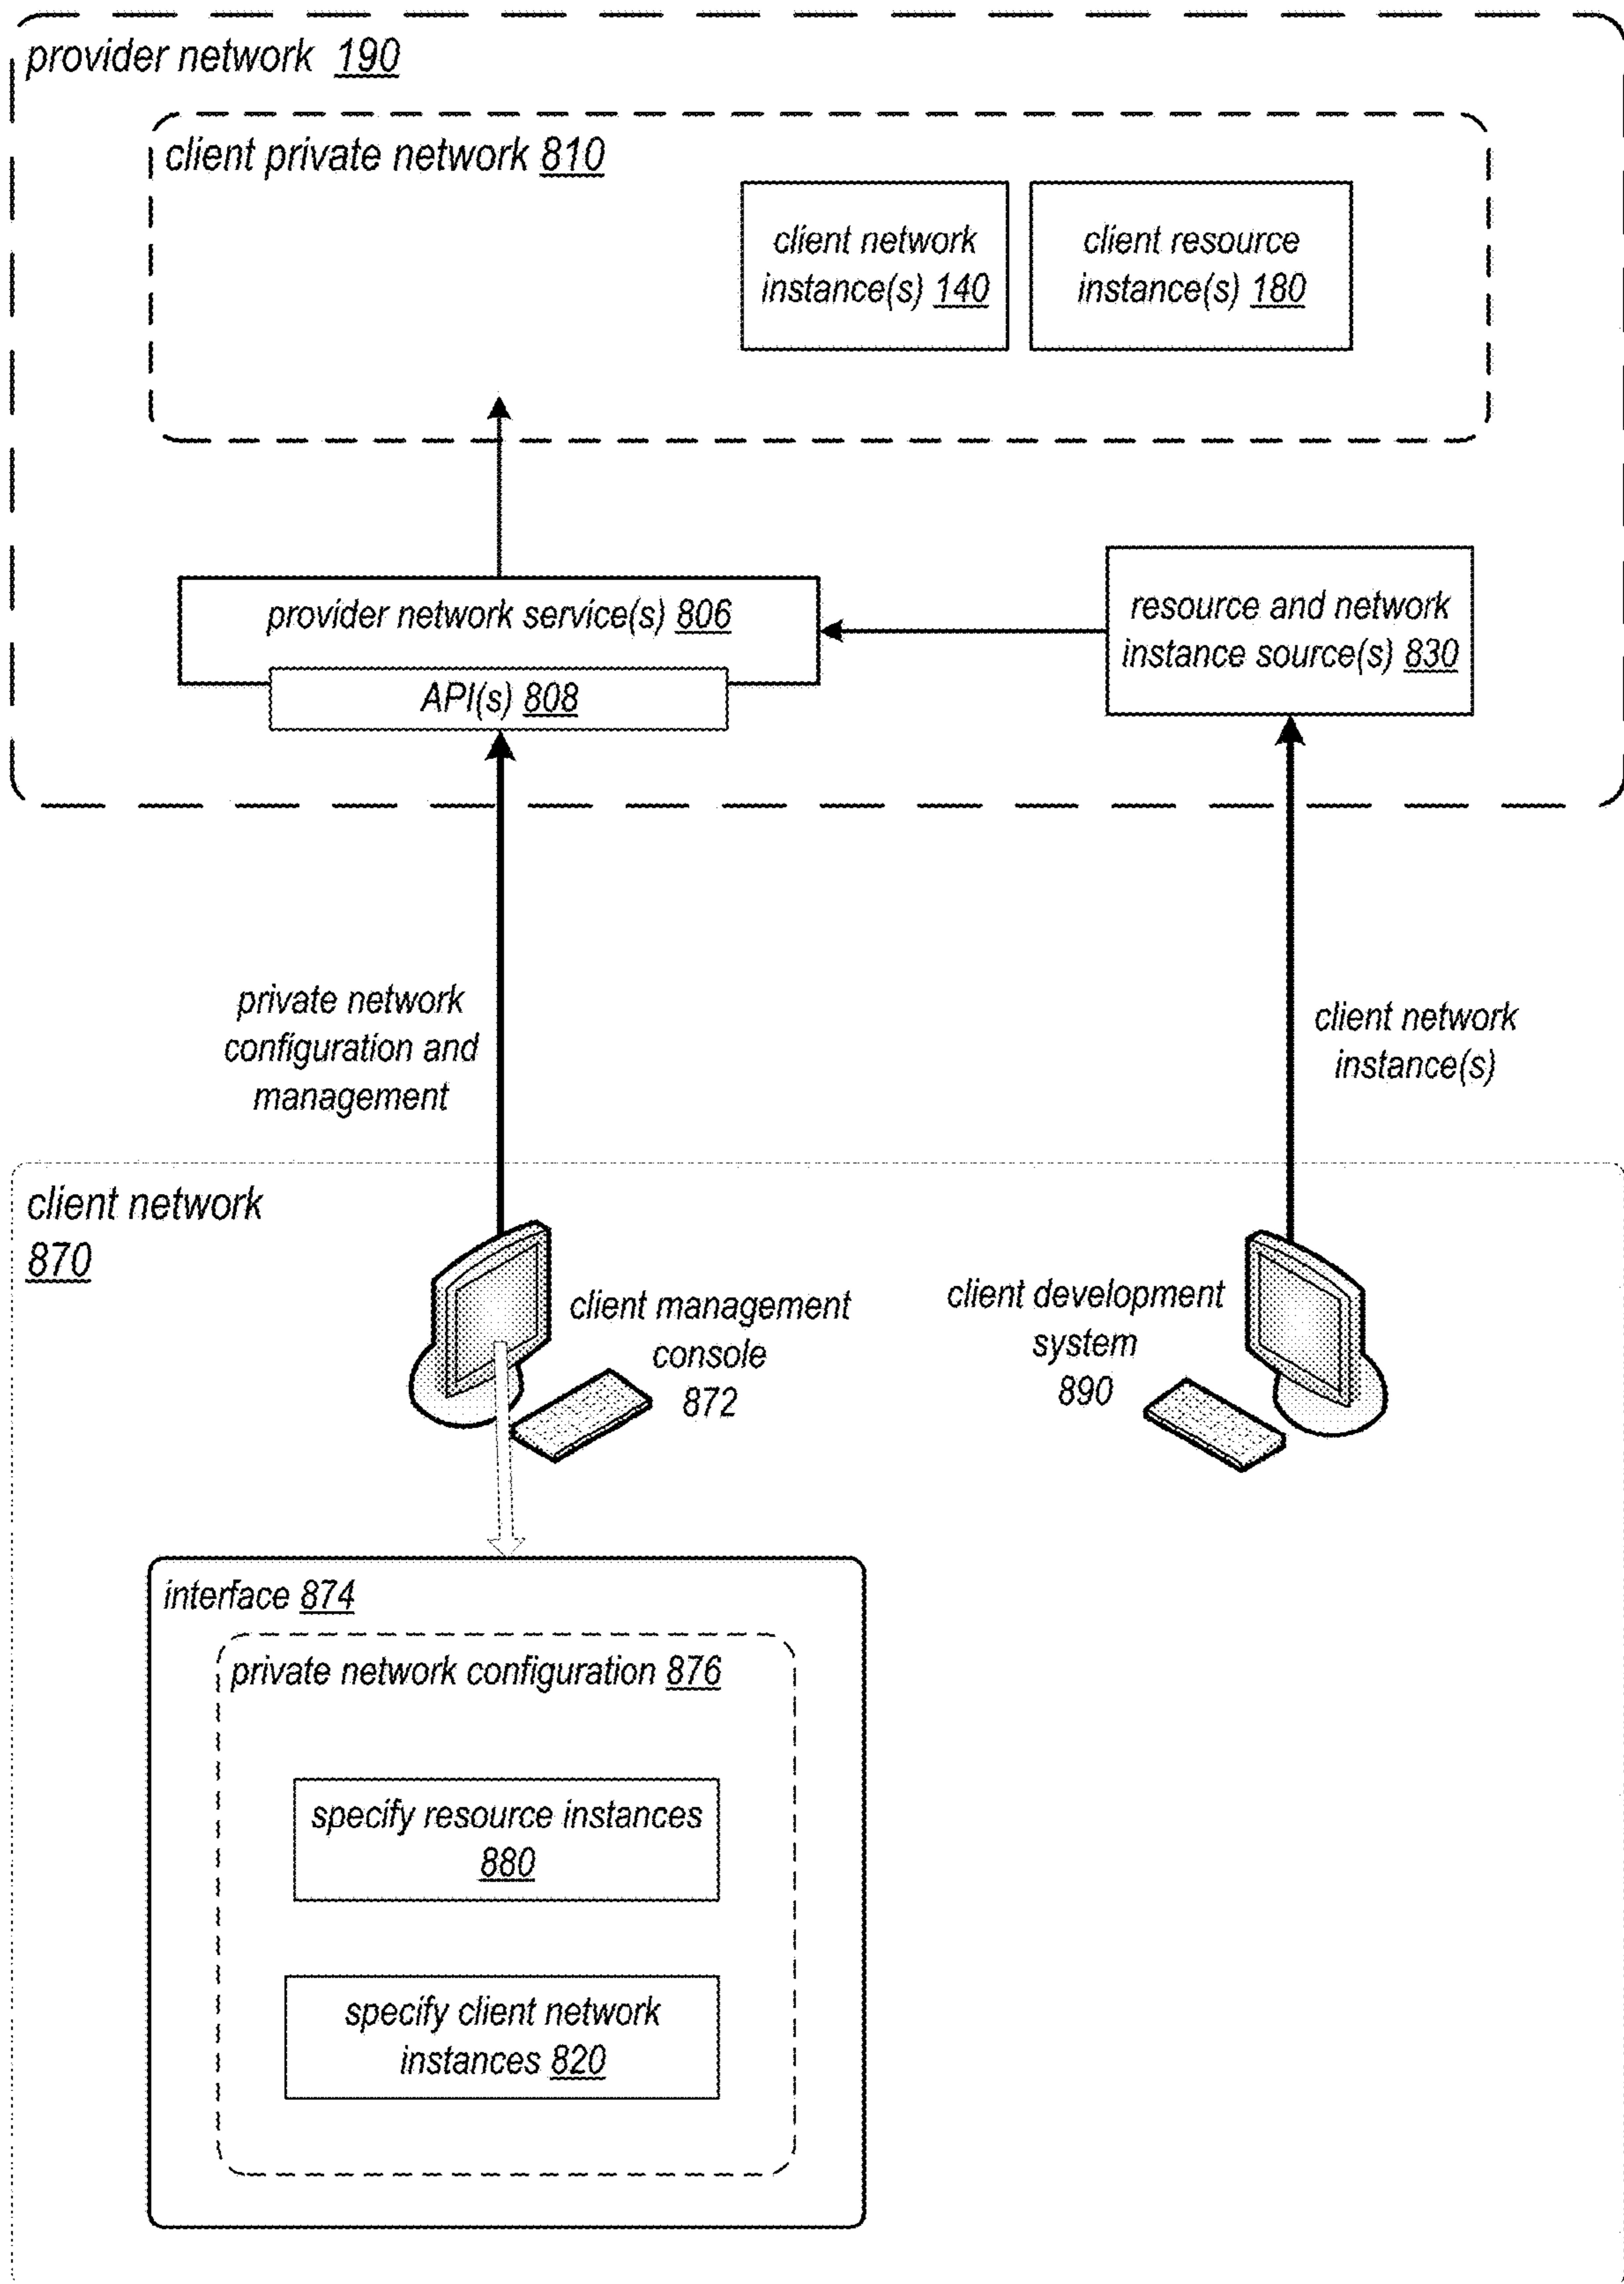 provider network 190
client private network 810
client network
instance(s) 140
client resource
instance(s) 180
provider network service(s) 806
API(s) 808
resource and network
instance source(s) 830
private network
configuration and
management
client network
instance(s)
client network
870
client management
console
872
client development
system
890
interface 874
private network configuration 876
specify resource instances
880
specify client network
instances 820